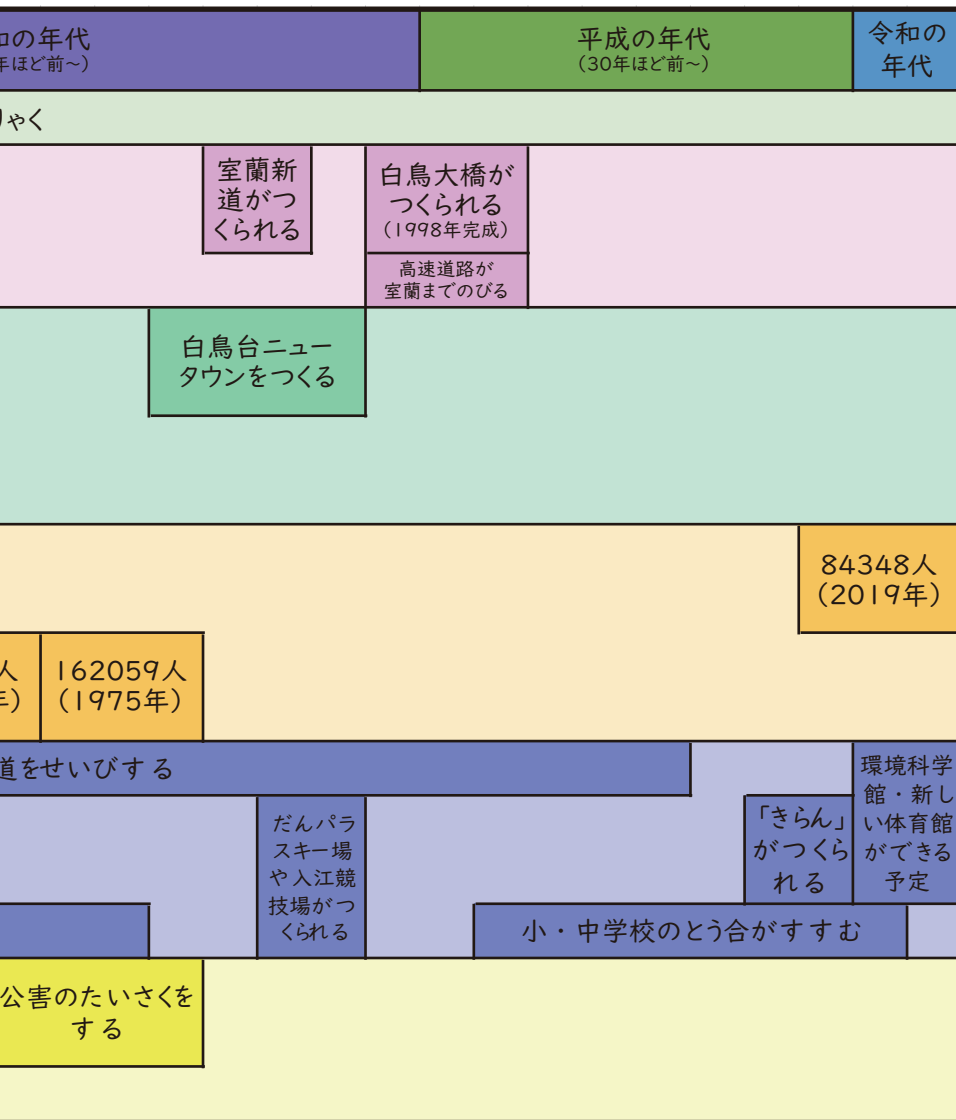 の年代
年ほど前～）
平成の年代
（30年ほど前～）
令和の
年代
りゃく
室蘭新
道がつ
くられる
白鳥大橋が
つくられる
（1998年完成）
高速道路が
室蘭までのびる
白鳥台ニュー
タウンをつくる
84348人
（2019年）
人
年）
162059人
（1975年）
道をせいびする
だんパラ
スキー場
や入江競
技場がつ
くられる
「きらん」
がつくら
れる
環境科学
館・新し
い体育館
ができる
予定
小・中学校のとう合がすすむ
公害のたいさくを
する